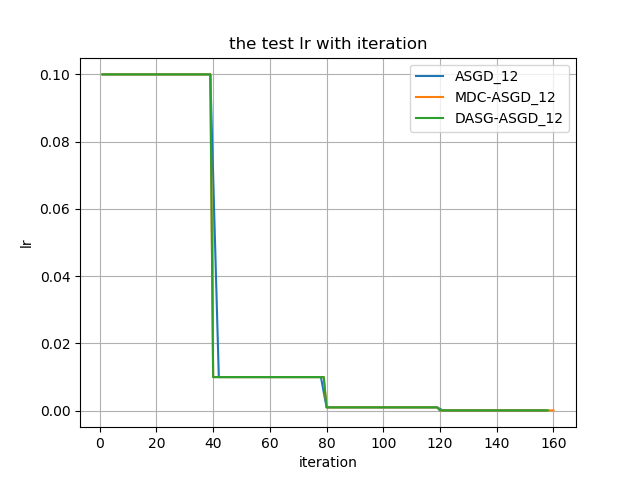 the test lr with iteration
ASGD_12
MDC-ASGD_12
DASG-ASGD_12
0.10
0.08
0.06
0.04
0.02
0.00
lr
0 20 40 60 80 100 120 140 160
iteration